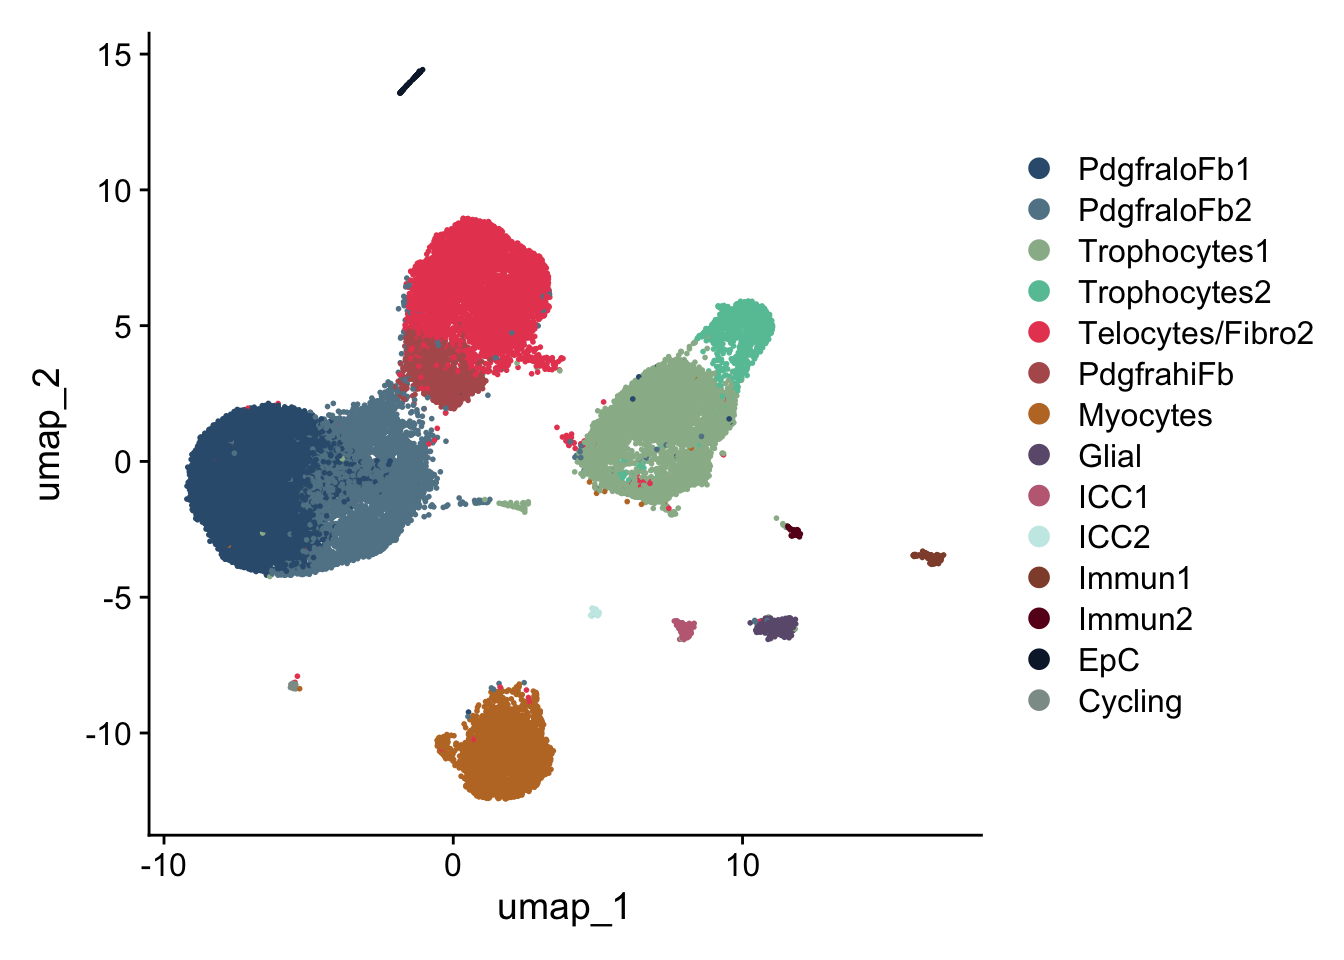 15
10
5
0
-5
-10
umap_2
-10
0
10
umap_1
PdgfraloFb1
PdgfraloFb2
Trophocytes1
Trophocytes2
Telocytes/Fibro2
PdgfrahiFb
Myocytes
Glial
ICC1
ICC2
Immun1
Immun2
EpC
Cycling